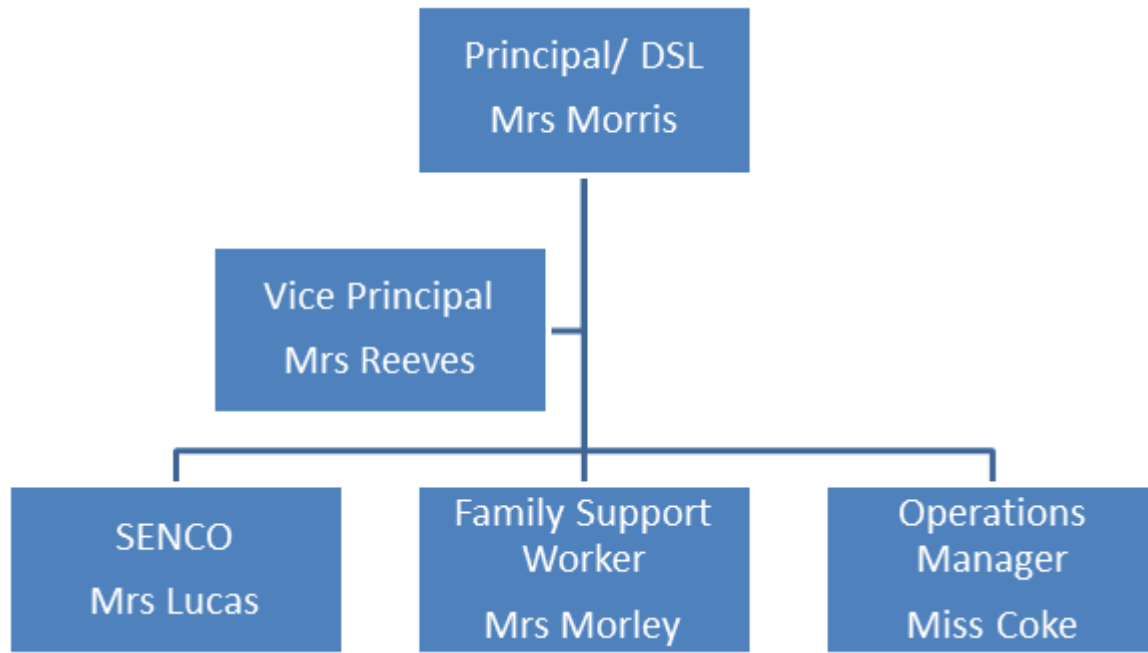 Principal/ DSL
Mrs Morris
Vice Principal
Mrs Reeves
SENCO
Mrs Lucas
Family Support
Worker
Mrs Morley
Operations
Manager
Miss Coke